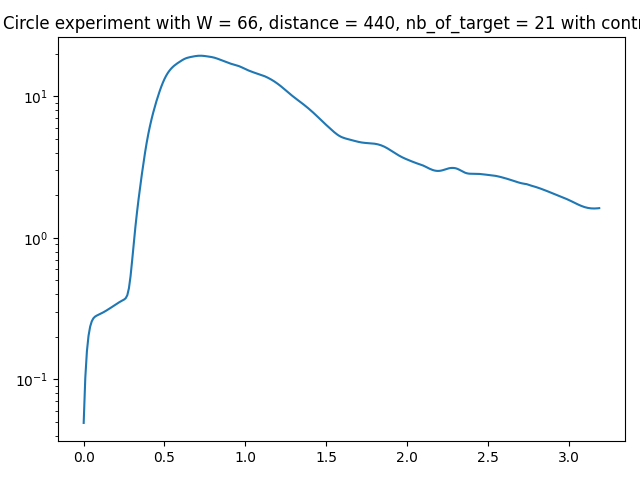 Circle experiment with W = 66, distance = 440, nb_of_target = 21 with
10¹
10⁰
10⁻¹
0.0 0.5 1.0 1.5 2.0 2.5 3.0